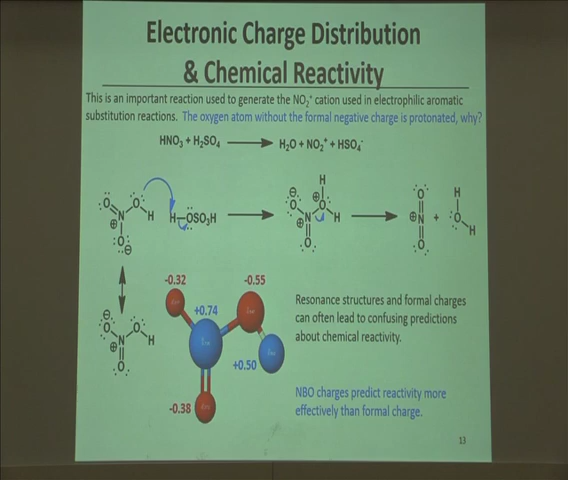 Electronic Charge Distribution
& Chemical Reactivity
This is an important reaction used to generate the NO₂⁺ cation used in electrophilic aromatic
substitution reactions. The oxygen atom without the formal negative charge is protonated, why?
HNO₃ + H₂SO₄ ⟶ H₂O + NO₂⁺ + HSO₄⁻
O N O H O ⊕ ⊖
H—OSO₃H
⊖ O N ⊕ O ⊕ H H O
O ⊕N O + H O H
⊖ O N ⊕ O H O
-0.32
-0.55
+0.74
+0.50
-0.38
Resonance structures and formal charges
can often lead to confusing predictions
about chemical reactivity.
NBO charges predict reactivity more
effectively than formal charge.
13